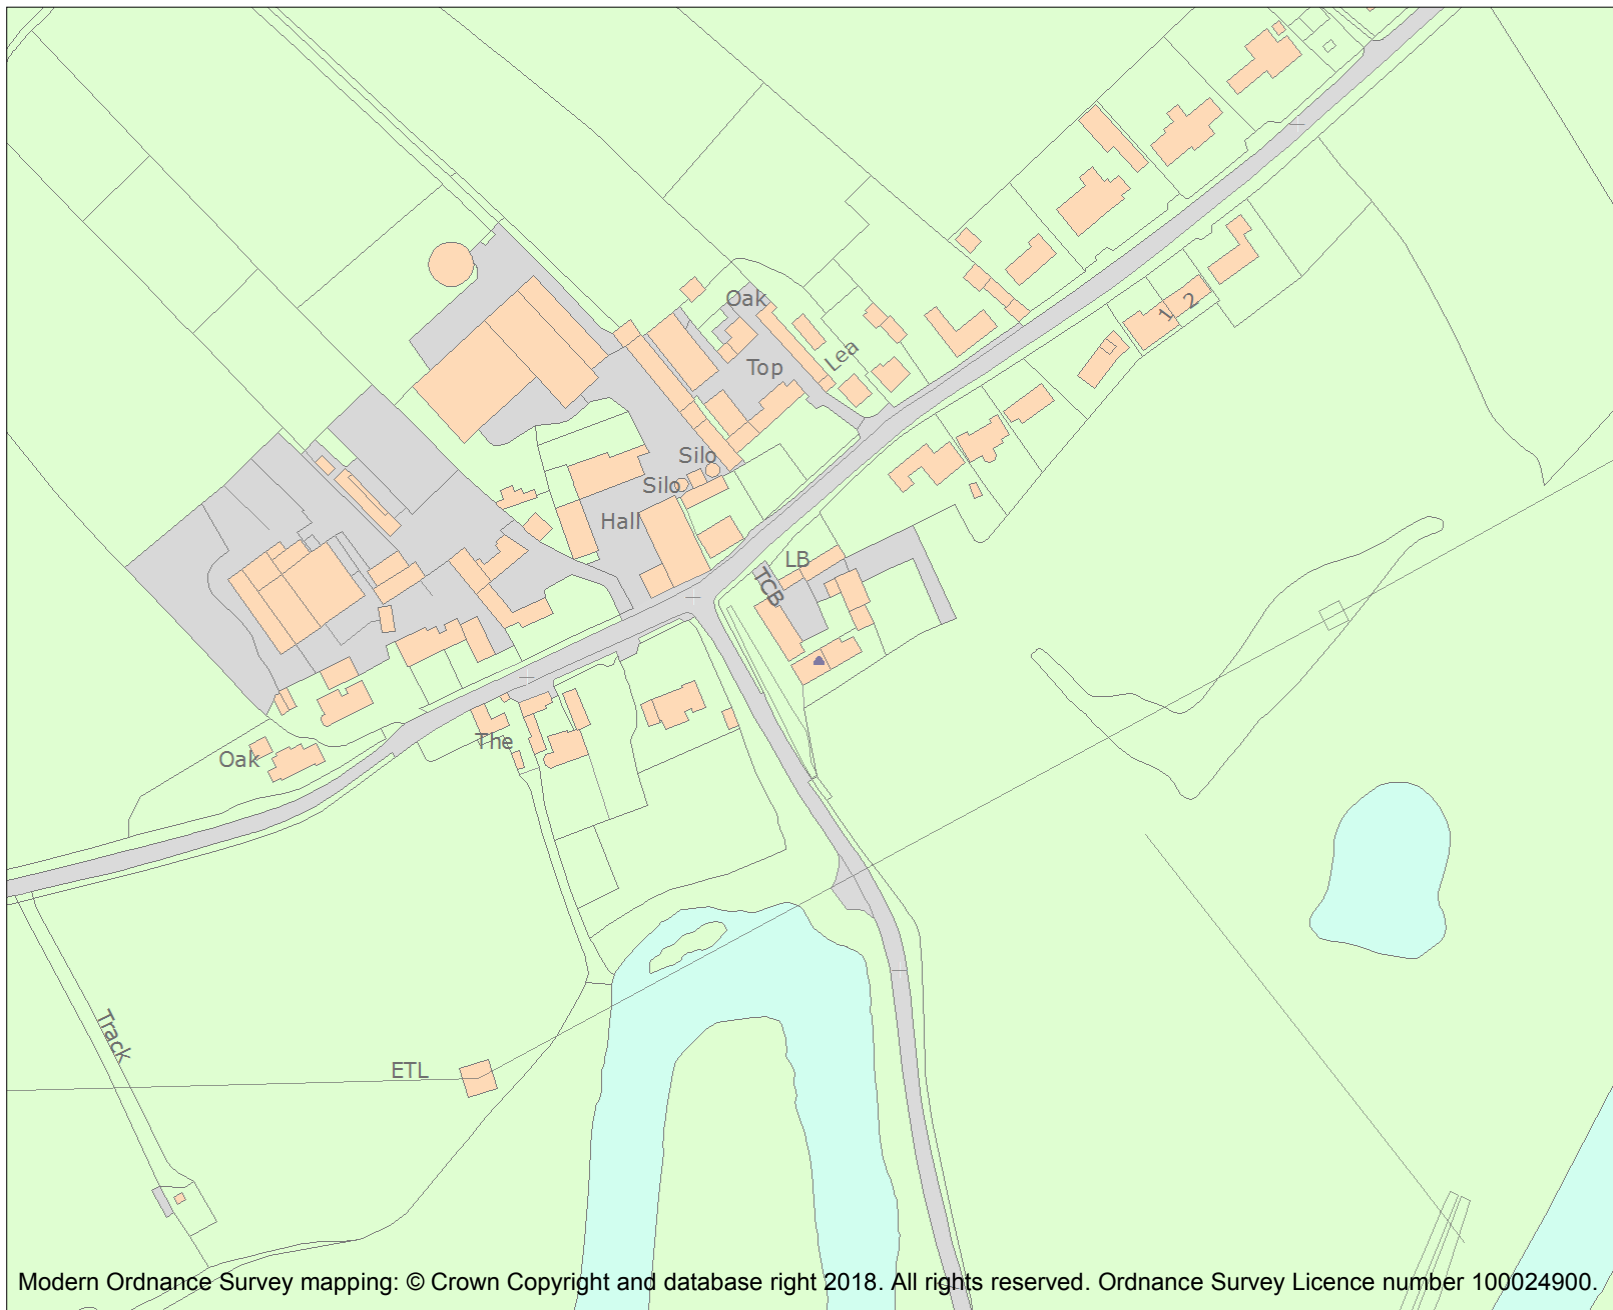 Oak
Top
Lea
1
2
Silo
Silo
Hall
LB
TCB
The
Oak
Track
ETL
Modern Ordnance Survey mapping: © Crown Copyright and database right 2018. All rights reserved. Ordnance Survey Licence number 100024900.